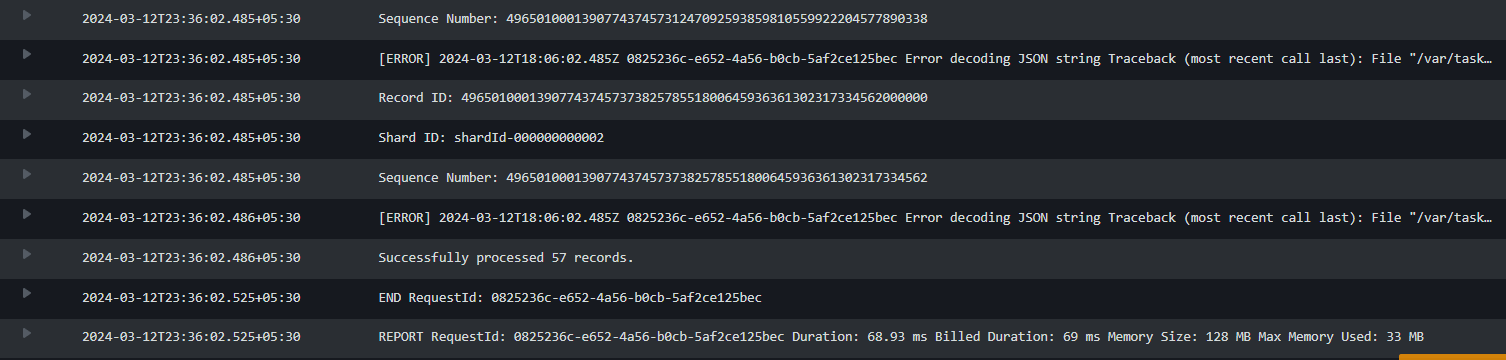 2024-03-12T23:36:02.485+05:30 Sequence Number: 49650100013907743745731247092593859810559922204577890338
2024-03-12T23:36:02.485+05:30 [ERROR] 2024-03-12T18:06:02.485Z 0825236c-e652-4a56-b0cb-5af2ce125bec Error decoding JSON string Traceback (most recent call last): File "/var/task…
2024-03-12T23:36:02.485+05:30 Record ID: 49650100013907743745737382578551800645936361302317334562000000
2024-03-12T23:36:02.485+05:30 Shard ID: shardId-000000000002
2024-03-12T23:36:02.485+05:30 Sequence Number: 49650100013907743745737382578551800645936361302317334562
2024-03-12T23:36:02.486+05:30 [ERROR] 2024-03-12T18:06:02.485Z 0825236c-e652-4a56-b0cb-5af2ce125bec Error decoding JSON string Traceback (most recent call last): File "/var/task…
2024-03-12T23:36:02.486+05:30 Successfully processed 57 records.
2024-03-12T23:36:02.525+05:30 END RequestId: 0825236c-e652-4a56-b0cb-5af2ce125bec
2024-03-12T23:36:02.525+05:30 REPORT RequestId: 0825236c-e652-4a56-b0cb-5af2ce125bec Duration: 68.93 ms Billed Duration: 69 ms Memory Size: 128 MB Max Memory Used: 33 MB